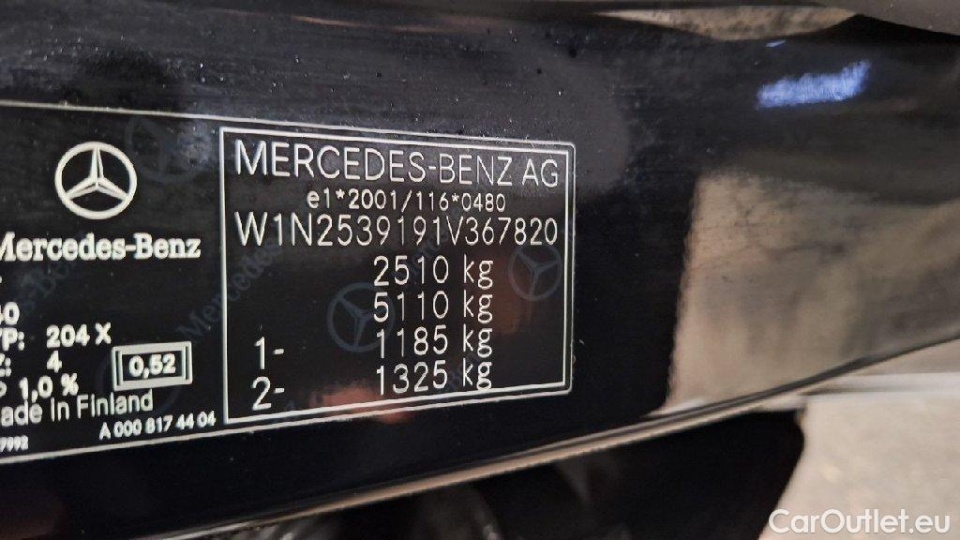 Mercedes-Benz
204 X
4
0,52
1,0 %
in Finland
7992
A 000 817 44 04
MERCEDES-BENZ AG
e1*2001/116*0480
W1N2539191V367820
2510 kg
5110 kg
1- 1185 kg
2- 1325 kg
CarOutlet.eu